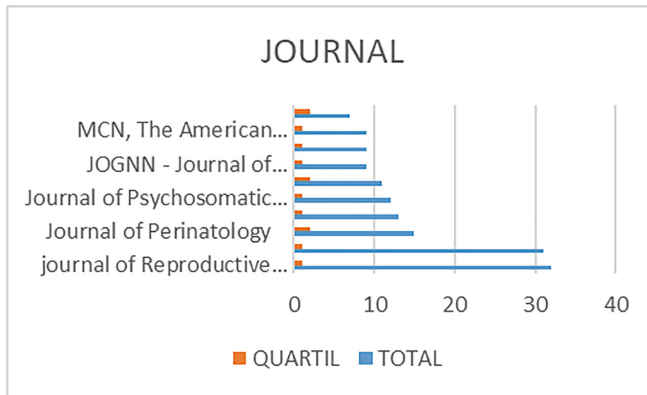 JOURNAL
MCN, The American...
JOGNN - Journal of...
Journal of Psychosomatic...
Journal of Perinatology
journal of Reproductive...
0 10 20 30 40
QUARTIL TOTAL